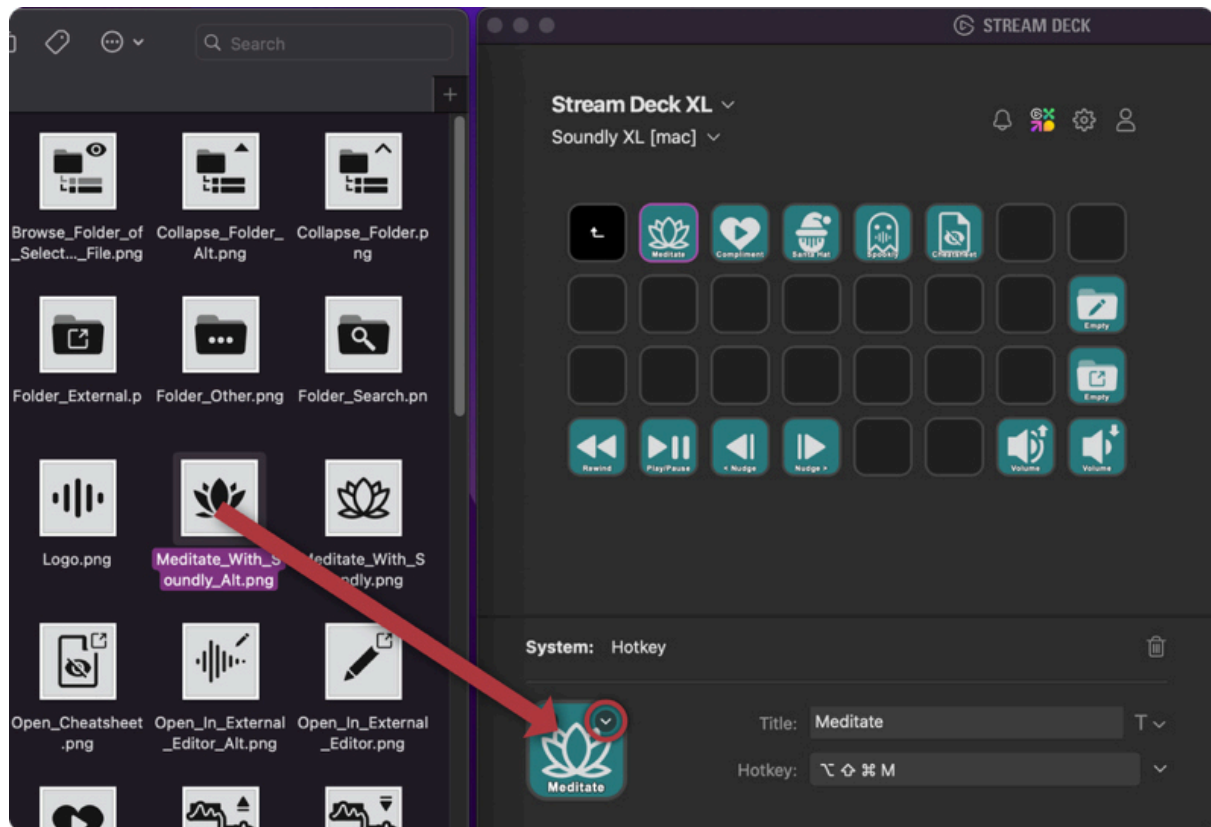 Search
Browse_Folder_of
_Select..._File.png
Collapse_Folder_
Alt.png
Collapse_Folder.p
ng
Folder_External.p
Folder_Other.png
Folder_Search.pn
Logo.png
Meditate_With_S
oundly_Alt.png
Meditate_With_S
ndly.png
Open_Cheatsheet
.png
Open_In_External
_Editor_Alt.png
Open_In_External
_Editor.png
STREAM DECK
Stream Deck XL
Soundly XL [mac]
Meditate
Compliment
Santa Hat
Spookly
Cheatsheet
Empty
Empty
Rewind
Play/Pause
< Nudge
Nudge >
Volume
Volume
System: Hotkey
Meditate
Title: Meditate
T
Hotkey: ⌥⇧⌘M